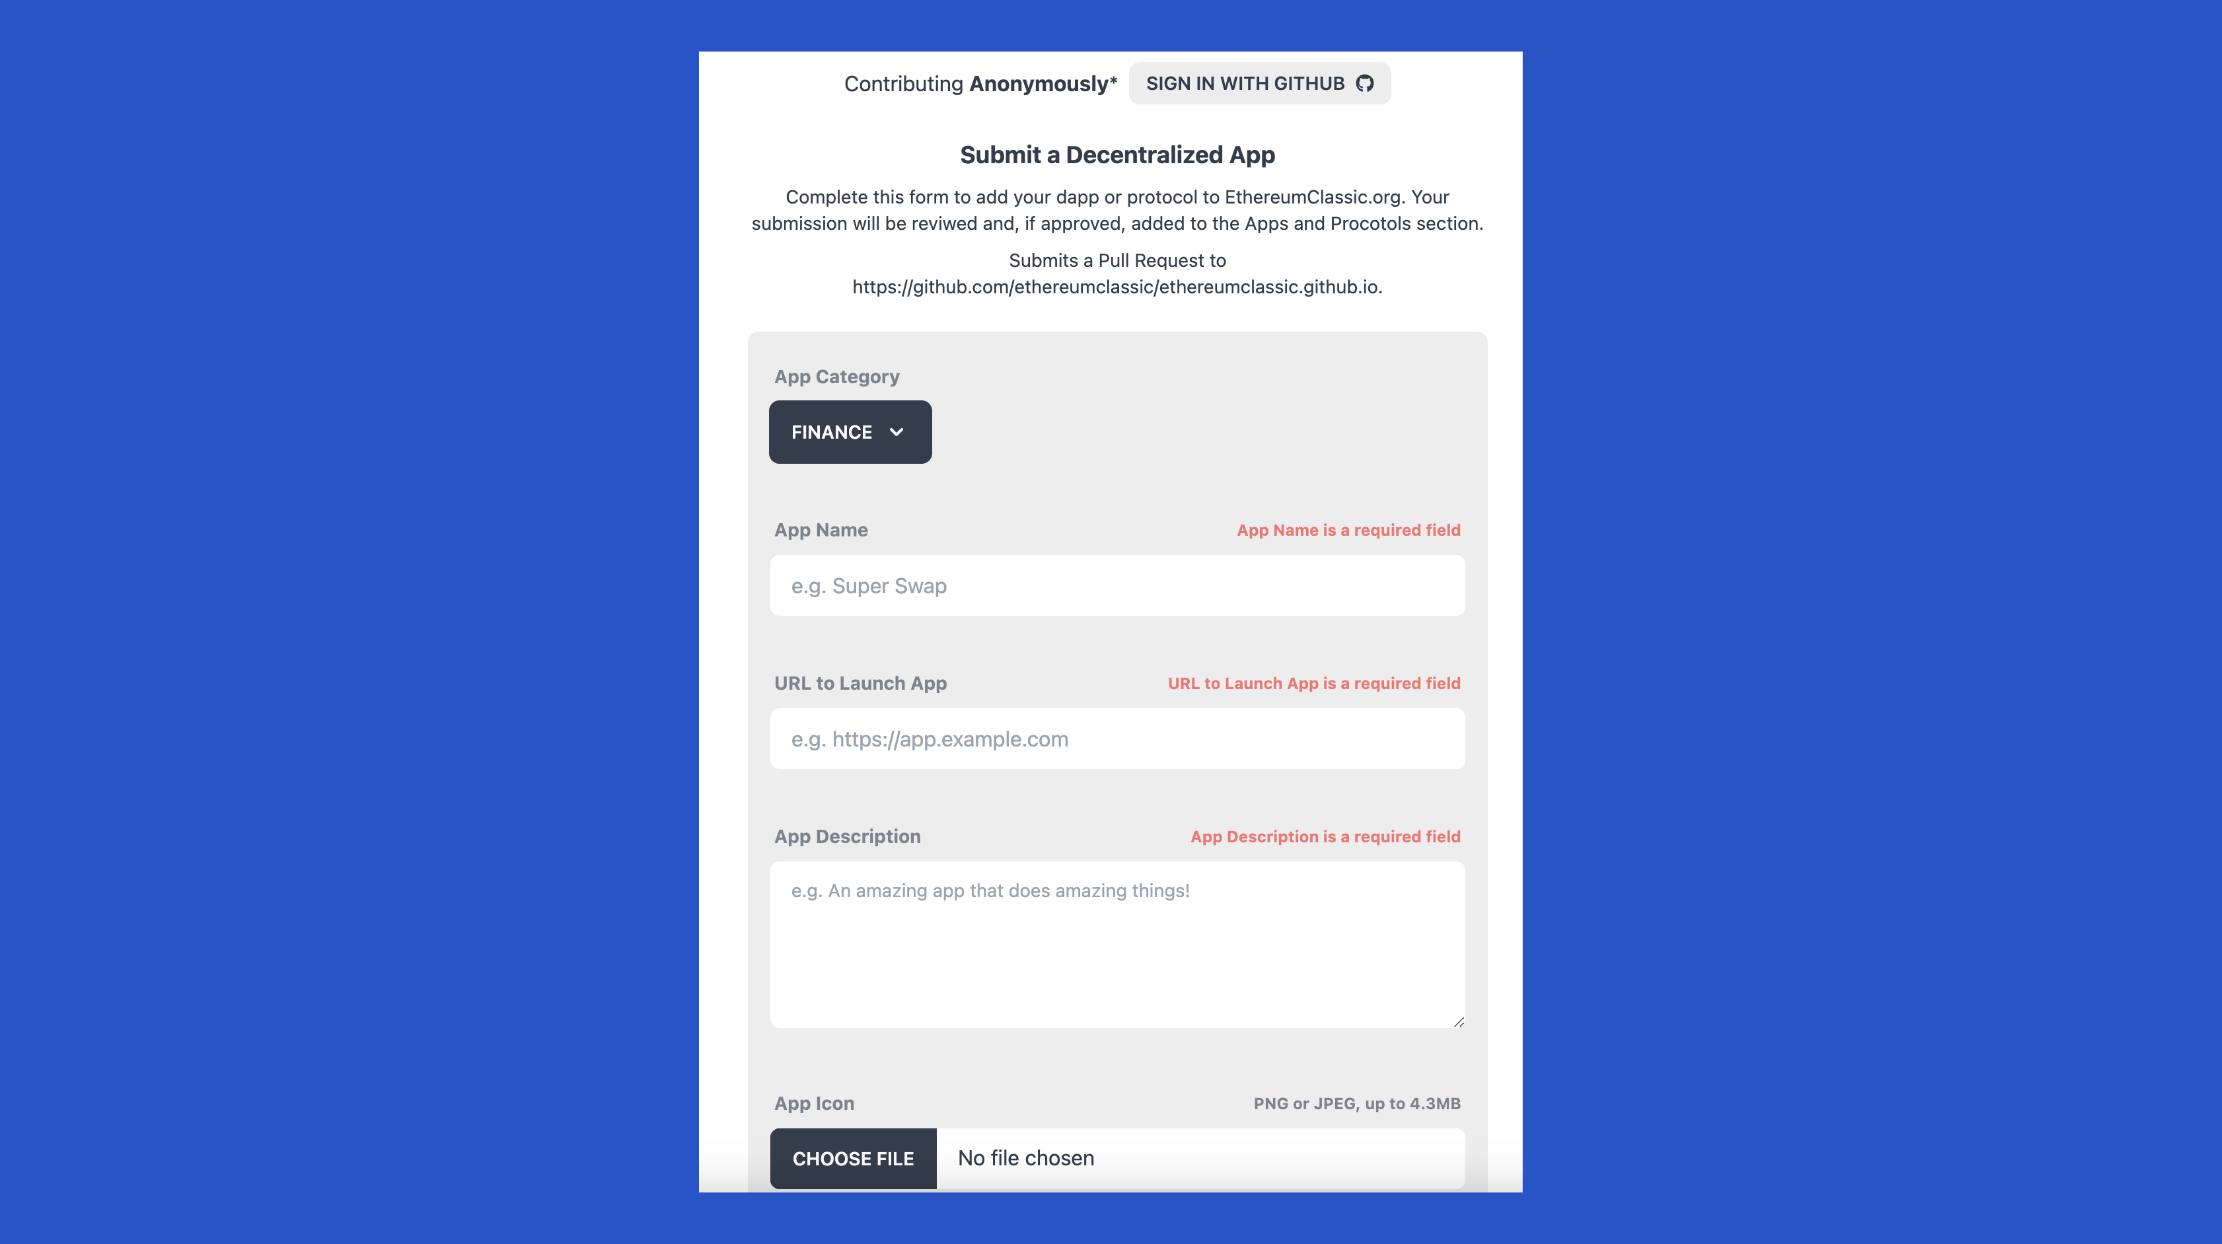 Contributing Anonymously* SIGN IN WITH GITHUB
Submit a Decentralized App
Complete this form to add your dapp or protocol to EthereumClassic.org. Your
submission will be reviwed and, if approved, added to the Apps and Procotols section.
Submits a Pull Request to
https://github.com/ethereumclassic/ethereumclassic.github.io.
App Category
FINANCE
App Name App Name is a required field
e.g. Super Swap
URL to Launch App URL to Launch App is a required field
e.g. https://app.example.com
App Description App Description is a required field
e.g. An amazing app that does amazing things!
App Icon PNG or JPEG, up to 4.3MB
CHOOSE FILE No file chosen